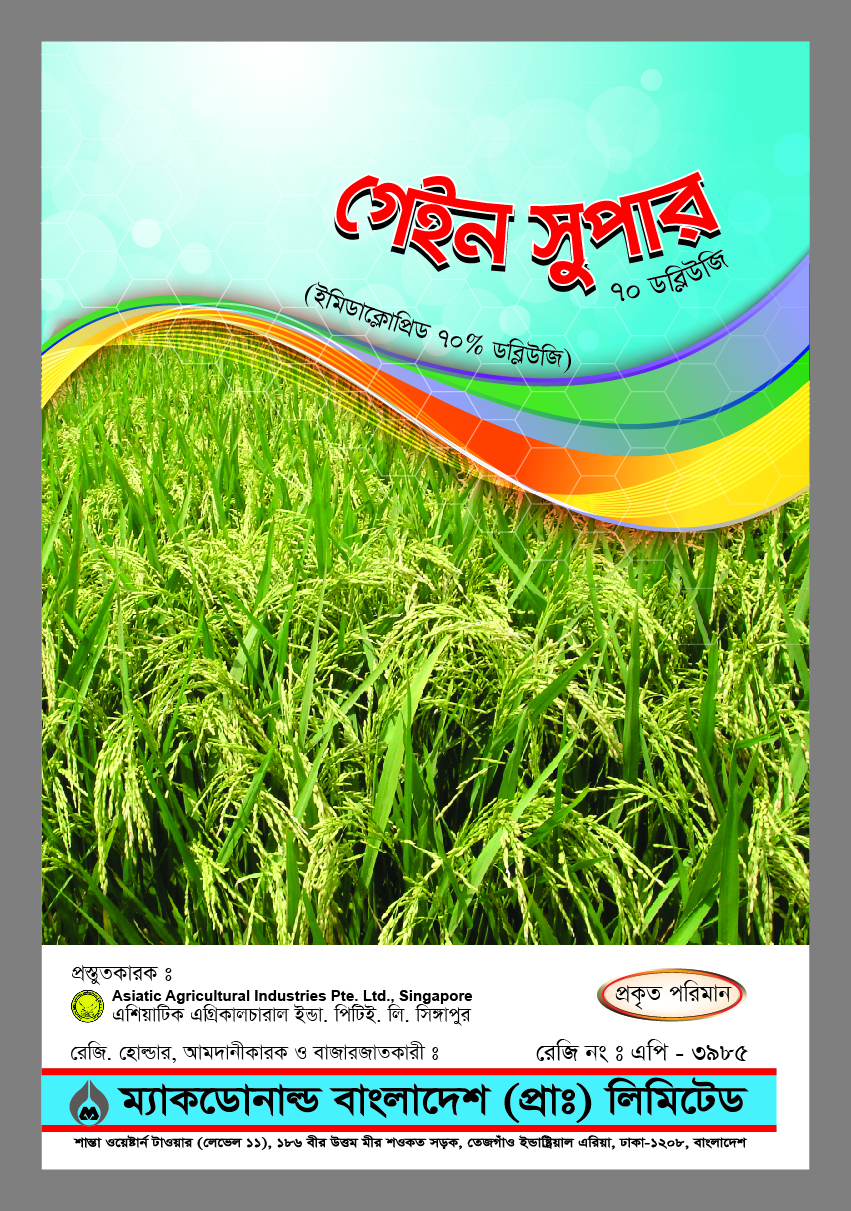 গেইন সুপার
৭০ ডব্লিউজি
(ইমিডাক্লোপ্রিড ৭০% ডব্লিউজি)
প্রস্তুতকারক ঃ
Asiatic Agricultural Industries Pte. Ltd., Singapore
এশিয়াটিক এগ্রিকালচারাল ইন্ডা. পিটিই. লি. সিঙ্গাপুর
প্রকৃত পরিমান
রেজি. হোল্ডার, আমদানীকারক ও বাজারজাতকারী ঃ
রেজি নং ঃ এপি - ৩৯৮৫
ম্যাকডোনাল্ড বাংলাদেশ (প্রাঃ) লিমিটেড
শান্তা ওয়েষ্টার্ন টাওয়ার (লেভেল ১১), ১৮৬ বীর উত্তম মীর শওকত সড়ক, তেজগাঁও ইন্ডাষ্ট্রিয়াল এরিয়া, ঢাকা-১২০৮, বাংলাদেশ